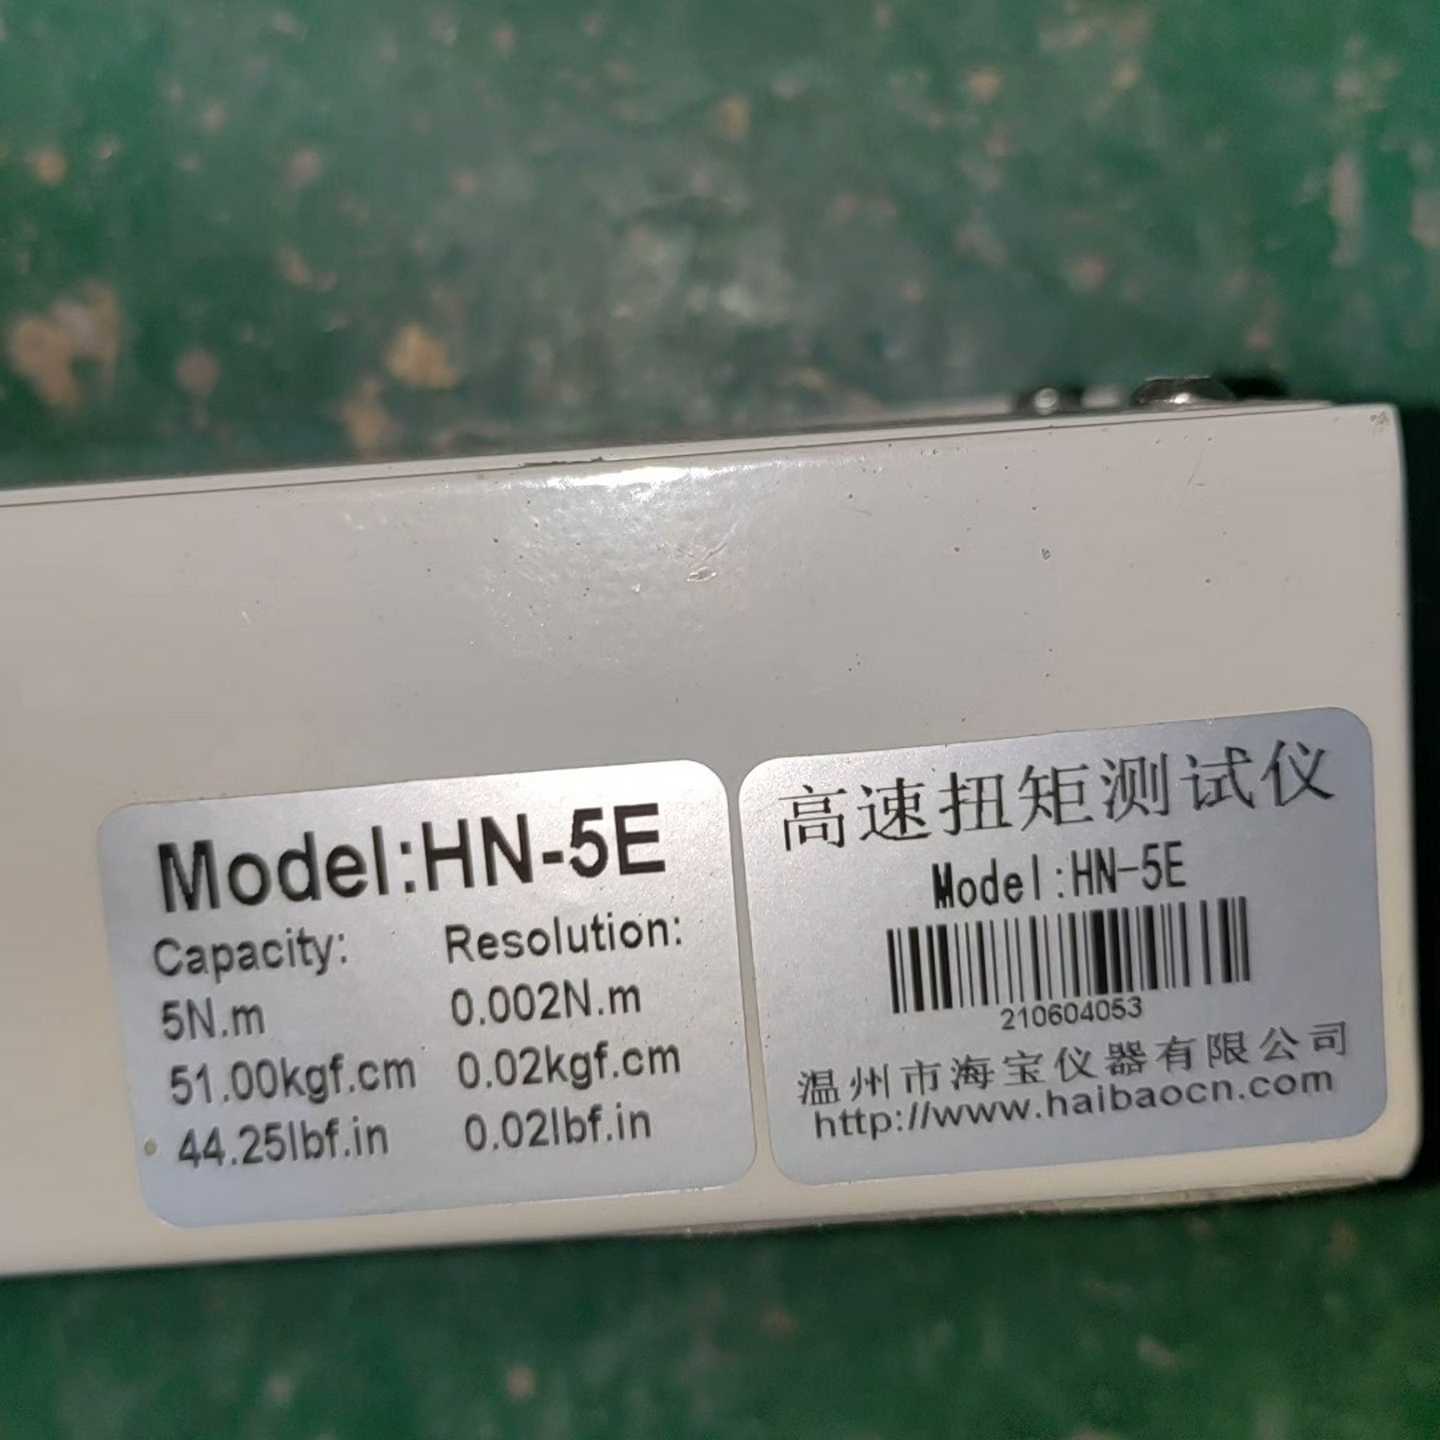 Model:HN-5E
Capacity: Resolution:
5N.m 0.002N.m
51.00kgf.cm 0.02kgf.cm
44.25lbf.in 0.02lbf.in
高速扭矩测试仪
Model:HN-5E
210604053
温州市海宝仪器有限公司
http://www.haibaocn.com